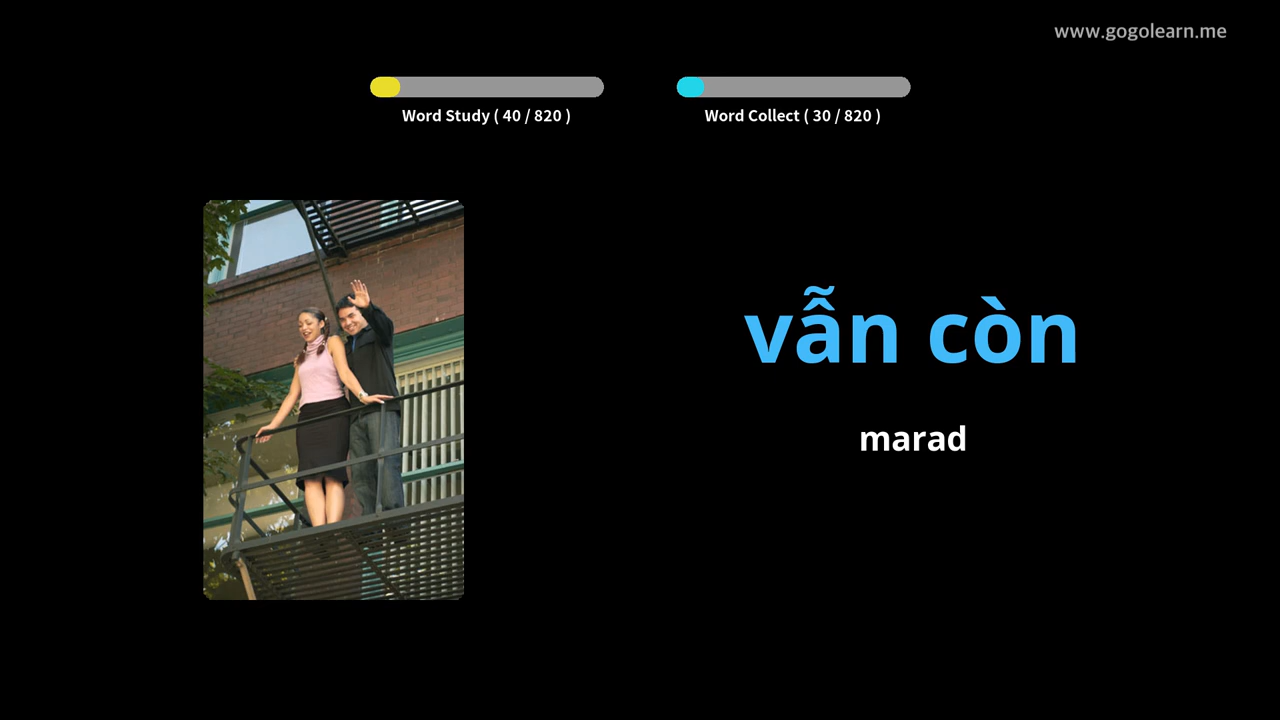 www.gogolearn.me
Word Study ( 40 / 820 )
Word Collect ( 30 / 820 )
vẫn còn
marad